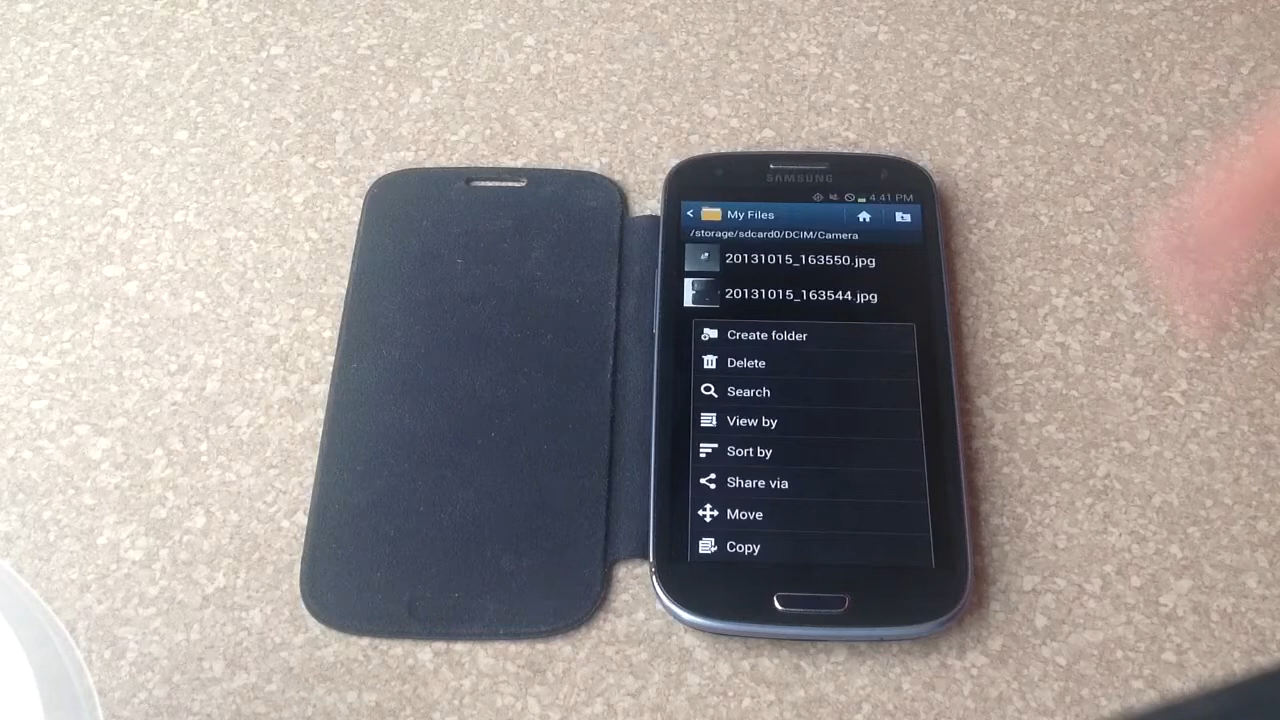 SAMSUNG
4:41 PM
My Files
/storage/sdcard0/DCIM/Camera
20131015_163550.jpg
20131015_163544.jpg
Create folder
Delete
Search
View by
Sort by
Share via
Move
Copy